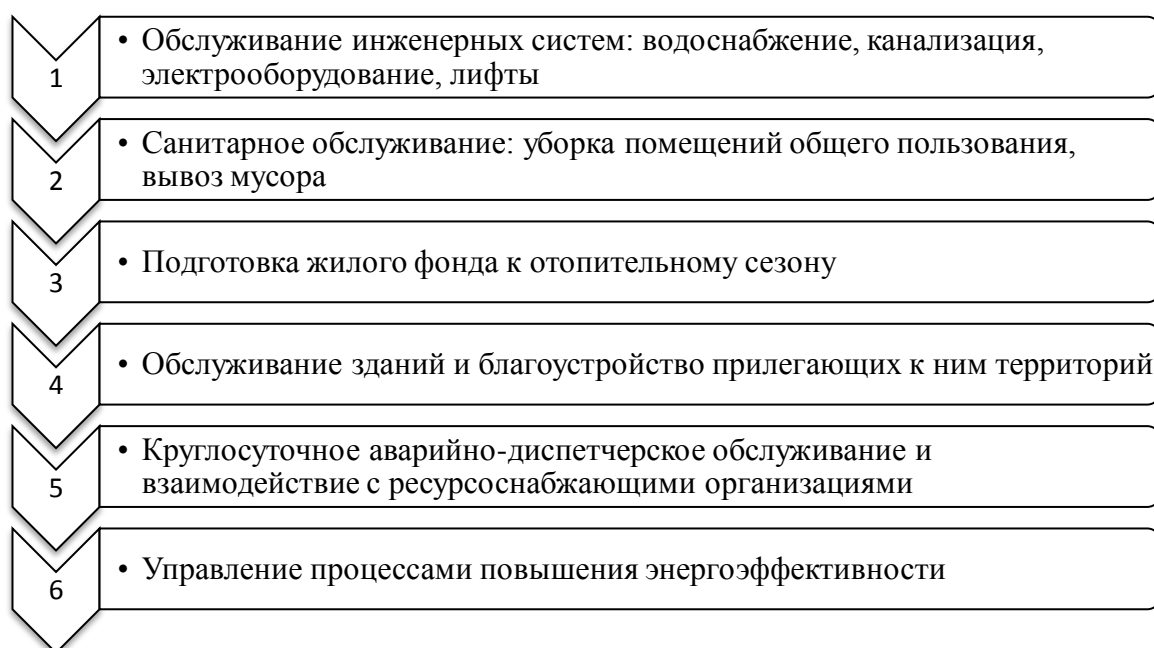 1
• Обслуживание инженерных систем: водоснабжение, канализация,
электрооборудование, лифты
2
• Санитарное обслуживание: уборка помещений общего пользования,
вывоз мусора
3
• Подготовка жилого фонда к отопительному сезону
4
• Обслуживание зданий и благоустройство прилегающих к ним территорий
5
• Круглосуточное аварийно-диспетчерское обслуживание и
взаимодействие с ресурсоснабжающими организациями
6
• Управление процессами повышения энергоэффективности